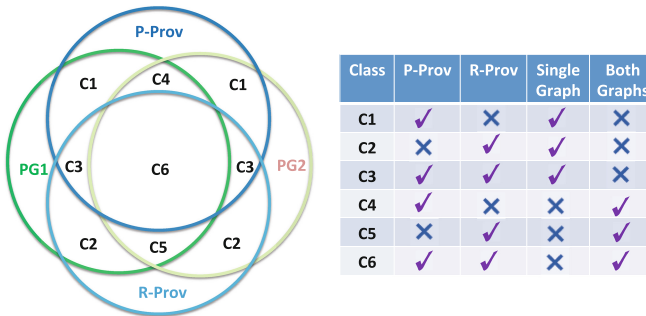 P-Prov
C1
C4
C1
PG1
C3
C6
C3
PG2
C2
C5
C2
R-Prov
Class P-Prov R-Prov Single Graph Both Graphs
C1 ✓ ✕ ✓ ✕
C2 ✕ ✓ ✓ ✕
C3 ✓ ✓ ✓ ✕
C4 ✓ ✕ ✕ ✓
C5 ✕ ✓ ✕ ✓
C6 ✓ ✓ ✕ ✓